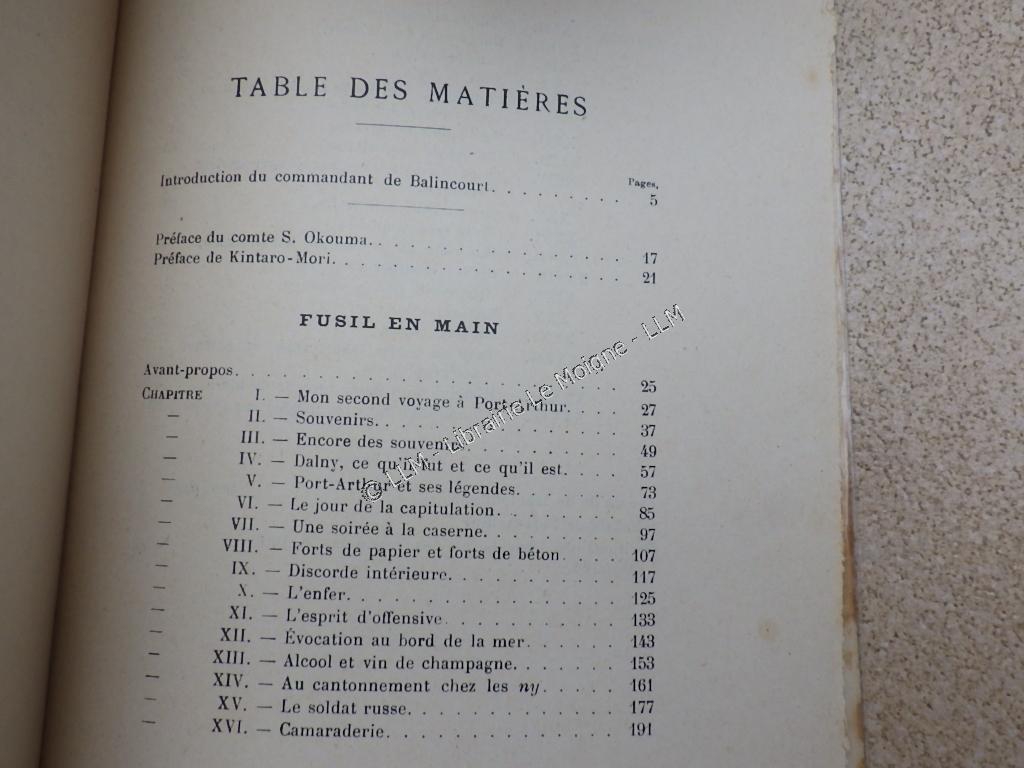 TABLE DES MATIÈRES
Pages.
Introduction du commandant de Balincourt. . . . . . . . . 5
Préface du comte S. Okouma. . . . . . . . . . . . . . 17
Préface de Kintaro-Mori. . . . . . . . . . . . . . . . 21
FUSIL EN MAIN
Avant-propos. . . . . . . . . . . . . . . . . . . . 25
CHAPITRE I. — Mon second voyage à Port-Arthur. . . . 27
— II. — Souvenirs. . . . . . . . . . . . . 37
— III. — Encore des souvenirs. . . . . . . . 49
— IV. — Dalny, ce qu'il fut et ce qu'il est. . . . 57
— V. — Port-Arthur et ses légendes. . . . . . 73
— VI. — Le jour de la capitulation. . . . . . . 85
— VII. — Une soirée à la caserne. . . . . . . . 97
— VIII. — Forts de papier et forts de béton. . . . 107
— IX. — Discorde intérieure. . . . . . . . . . 117
— X. — L'enfer. . . . . . . . . . . . . . . 125
— XI. — L'esprit d'offensive. . . . . . . . . . 133
— XII. — Évocation au bord de la mer. . . . . . 143
— XIII. — Alcool et vin de champagne. . . . . . 153
— XIV. — Au cantonnement chez les ny. . . . . 161
— XV. — Le soldat russe. . . . . . . . . . . . 177
— XVI. — Camaraderie. . . . . . . . . . . . . 191
© LLM - Librairie Le Moigne - LLM